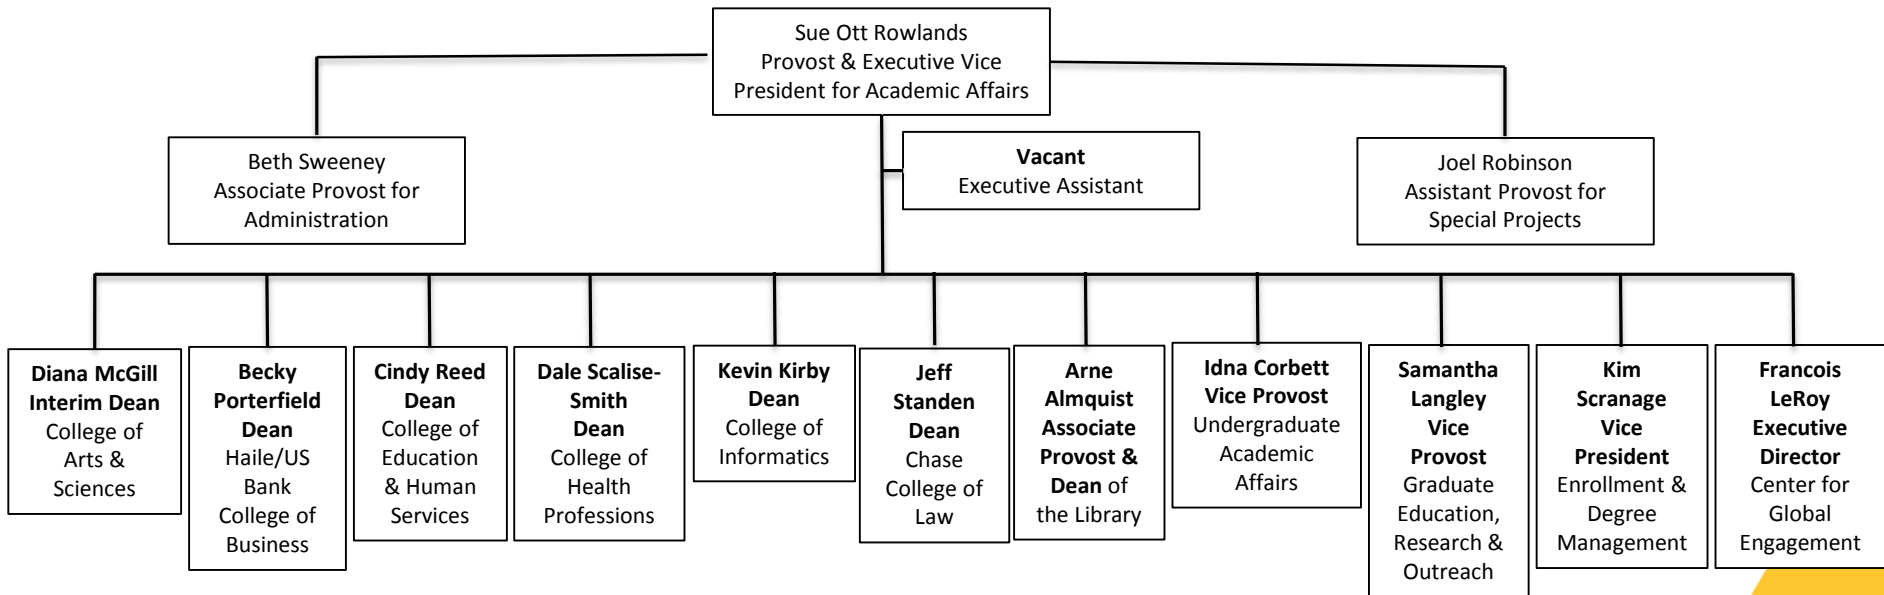 Sue Ott Rowlands
Provost & Executive Vice
President for Academic Affairs
Beth Sweeney
Associate Provost for
Administration
Vacant
Executive Assistant
Joel Robinson
Assistant Provost for
Special Projects
Diana McGill
Interim Dean
College of
Arts &
Sciences
Becky
Porterfield
Dean
Haile/US
Bank
College of
Business
Cindy Reed
Dean
College of
Education
& Human
Services
Dale Scalise-
Smith
Dean
College of
Health
Professions
Kevin Kirby
Dean
College of
Informatics
Jeff
Standen
Dean
Chase
College of
Law
Arne
Almquist
Associate
Provost &
Dean of
the Library
Idna Corbett
Vice Provost
Undergraduate
Academic
Affairs
Samantha
Langley
Vice
Provost
Graduate
Education,
Research &
Outreach
Kim
Scranage
Vice
President
Enrollment &
Degree
Management
Francois
LeRoy
Executive
Director
Center for
Global
Engagement